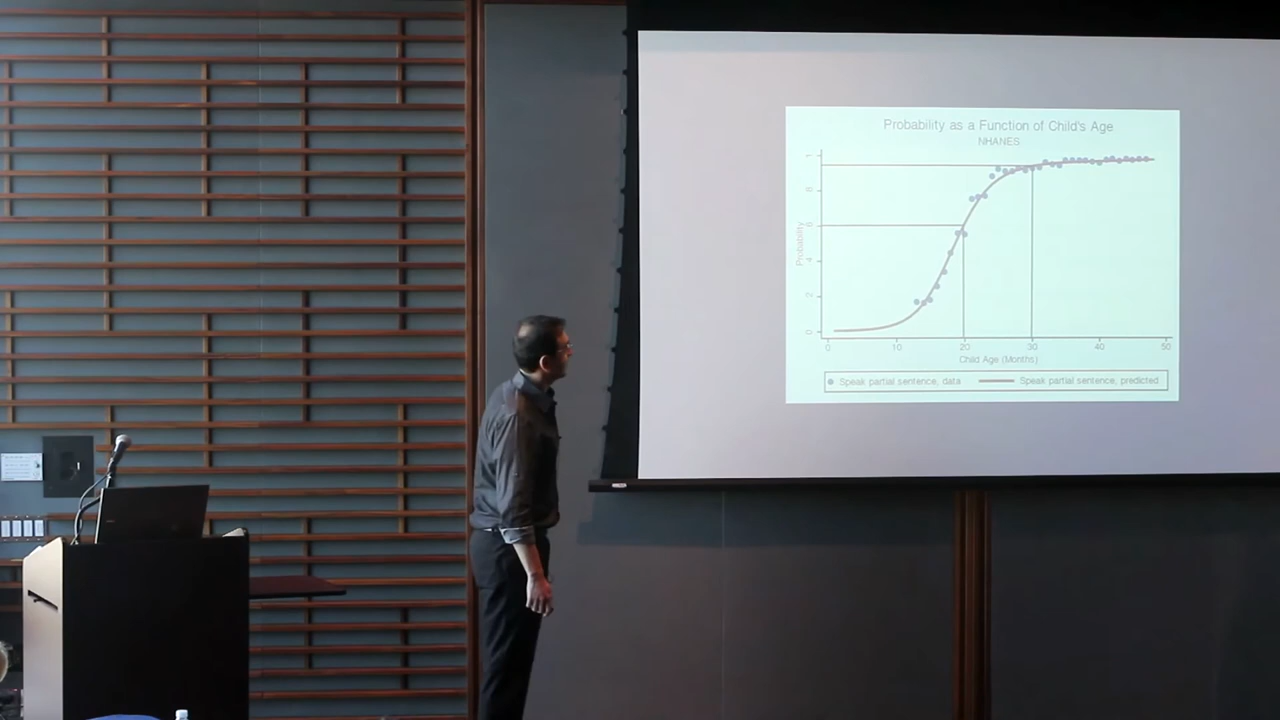 Probability as a Function of Child's Age
NHANES
Probability
0 .2 .4 .6 .8 1
0 10 20 30 40 50
Child Age (Months)
Speak partial sentence, data Speak partial sentence, predicted